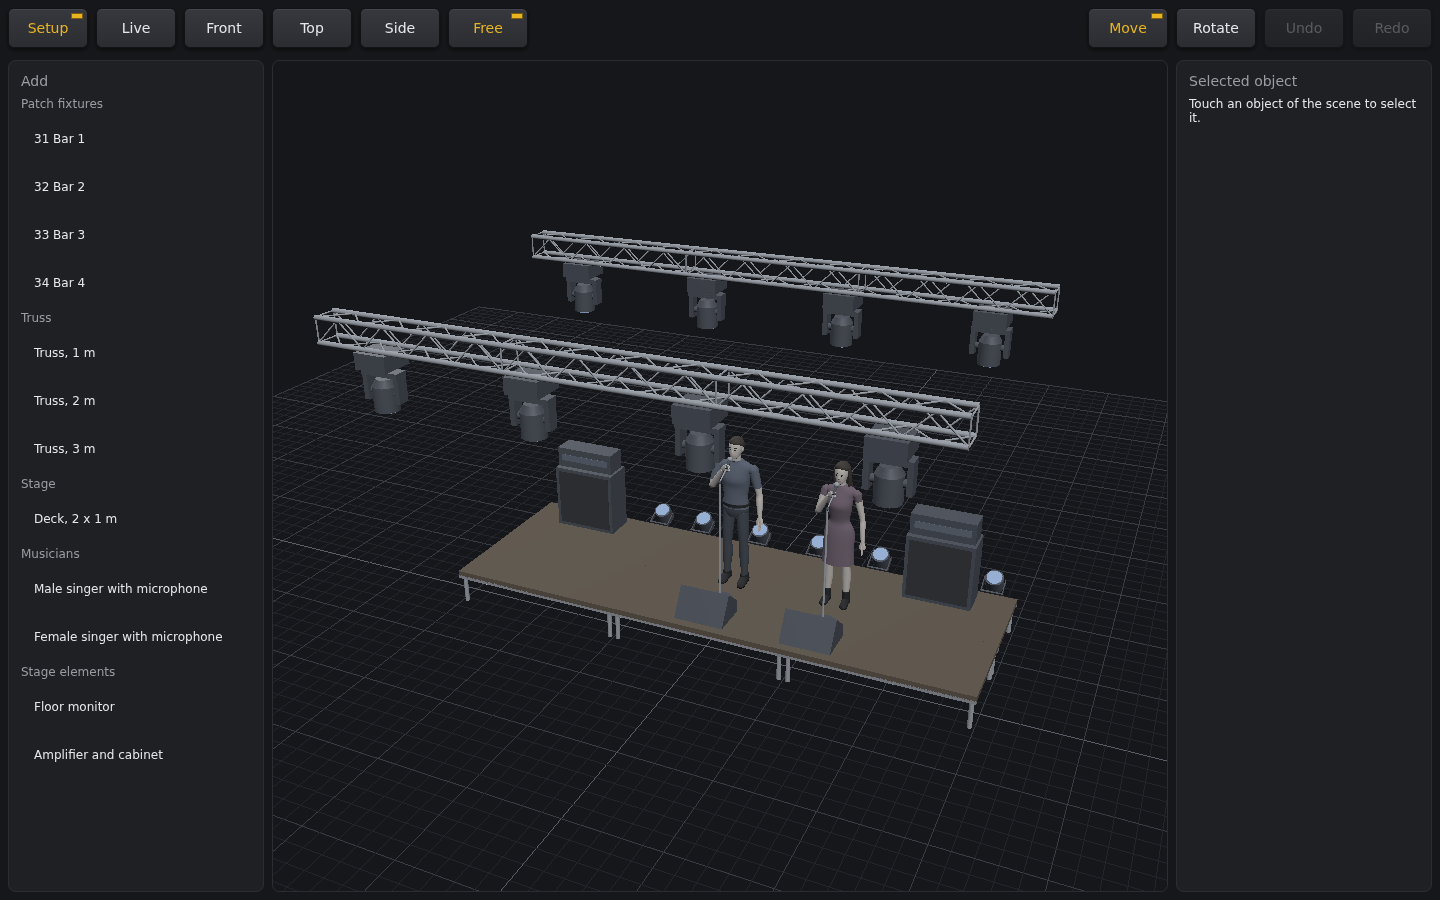 Setup
Live
Front
Top
Side
Free
Move
Rotate
Undo
Redo
Add
Patch fixtures
31 Bar 1
32 Bar 2
33 Bar 3
34 Bar 4
Truss
Truss, 1 m
Truss, 2 m
Truss, 3 m
Stage
Deck, 2 x 1 m
Musicians
Male singer with microphone
Female singer with microphone
Stage elements
Floor monitor
Amplifier and cabinet
Selected object
Touch an object of the scene to select
it.